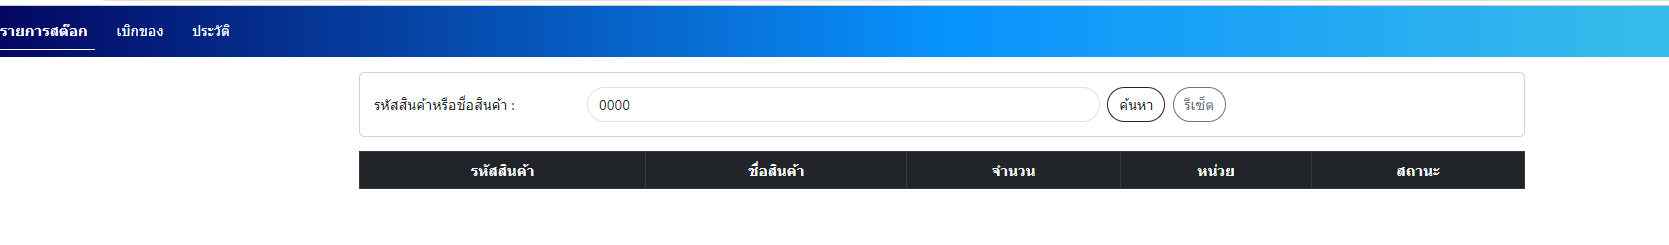 รายการสต๊อก เบิกของ ประวัติ
รหัสสินค้าหรือชื่อสินค้า : 0000 ค้นหา รีเซ็ต
รหัสสินค้า ชื่อสินค้า จำนวน หน่วย สถานะ